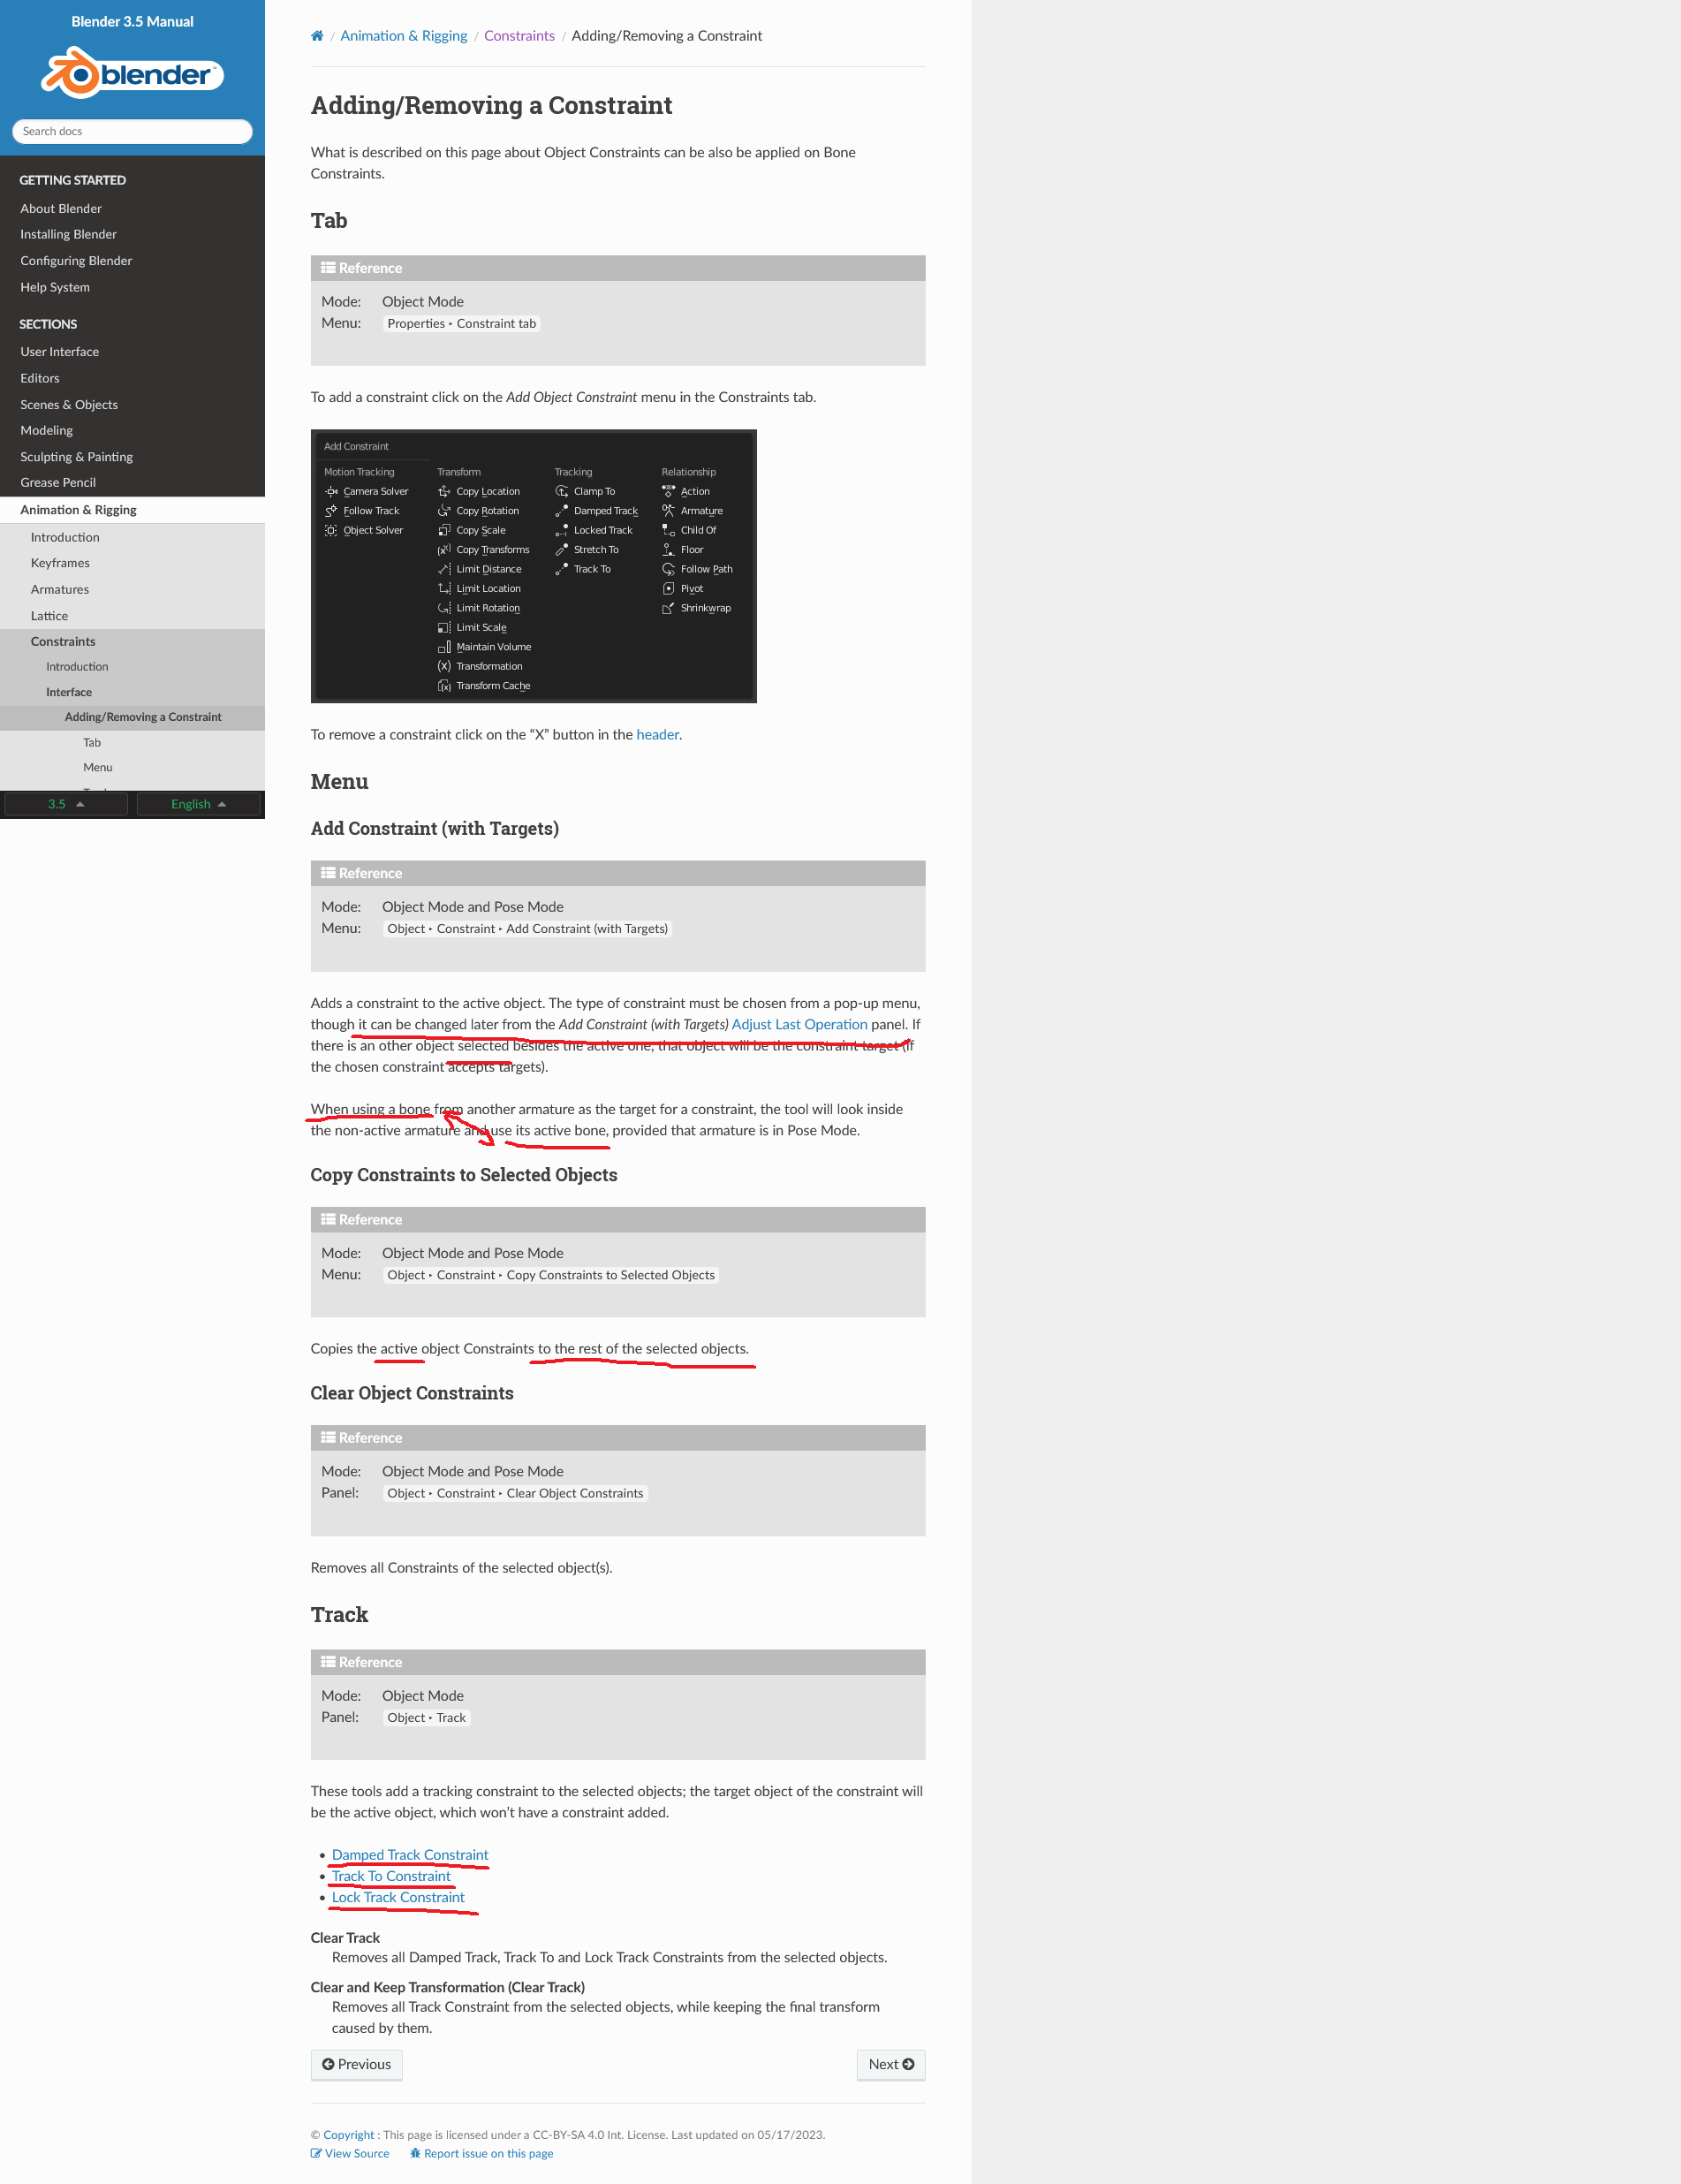 Blender 3.5 Manual
blender™
Search docs
GETTING STARTED
About Blender
Installing Blender
Configuring Blender
Help System
SECTIONS
User Interface
Editors
Scenes & Objects
Modeling
Sculpting & Painting
Grease Pencil
Animation & Rigging
Introduction
Keyframes
Armatures
Lattice
Constraints
Introduction
Interface
Adding/Removing a Constraint
Tab
Menu
3.5
English
/ Animation & Rigging / Constraints / Adding/Removing a Constraint
Adding/Removing a Constraint
What is described on this page about Object Constraints can be also be applied on Bone
Constraints.
Tab
Reference
Mode: Object Mode
Menu: Properties ‣ Constraint tab
To add a constraint click on the Add Object Constraint menu in the Constraints tab.
Add Constraint
Motion Tracking
Camera Solver
Follow Track
Object Solver
Transform
Copy Location
Copy Rotation
Copy Scale
Copy Transforms
Limit Distance
Limit Location
Limit Rotation
Limit Scale
Maintain Volume
Transformation
Transform Cache
Tracking
Clamp To
Damped Track
Locked Track
Stretch To
Track To
Relationship
Action
Armature
Child Of
Floor
Follow Path
Pivot
Shrinkwrap
To remove a constraint click on the “X” button in the header.
Menu
Add Constraint (with Targets)
Reference
Mode: Object Mode and Pose Mode
Menu: Object ‣ Constraint ‣ Add Constraint (with Targets)
Adds a constraint to the active object. The type of constraint must be chosen from a pop-up menu,
though it can be changed later from the Add Constraint (with Targets) Adjust Last Operation panel. If
there is an other object selected besides the active one, that object will be the constraint target (if
the chosen constraint accepts targets).
When using a bone from another armature as the target for a constraint, the tool will look inside
the non-active armature and use its active bone, provided that armature is in Pose Mode.
Copy Constraints to Selected Objects
Reference
Mode: Object Mode and Pose Mode
Menu: Object ‣ Constraint ‣ Copy Constraints to Selected Objects
Copies the active object Constraints to the rest of the selected objects.
Clear Object Constraints
Reference
Mode: Object Mode and Pose Mode
Panel: Object ‣ Constraint ‣ Clear Object Constraints
Removes all Constraints of the selected object(s).
Track
Reference
Mode: Object Mode
Panel: Object ‣ Track
These tools add a tracking constraint to the selected objects; the target object of the constraint will
be the active object, which won’t have a constraint added.
• Damped Track Constraint
• Track To Constraint
• Lock Track Constraint
Clear Track
Removes all Damped Track, Track To and Lock Track Constraints from the selected objects.
Clear and Keep Transformation (Clear Track)
Removes all Track Constraint from the selected objects, while keeping the final transform
caused by them.
Previous
Next
© Copyright : This page is licensed under a CC-BY-SA 4.0 Int. License. Last updated on 05/17/2023.
View Source Report issue on this page